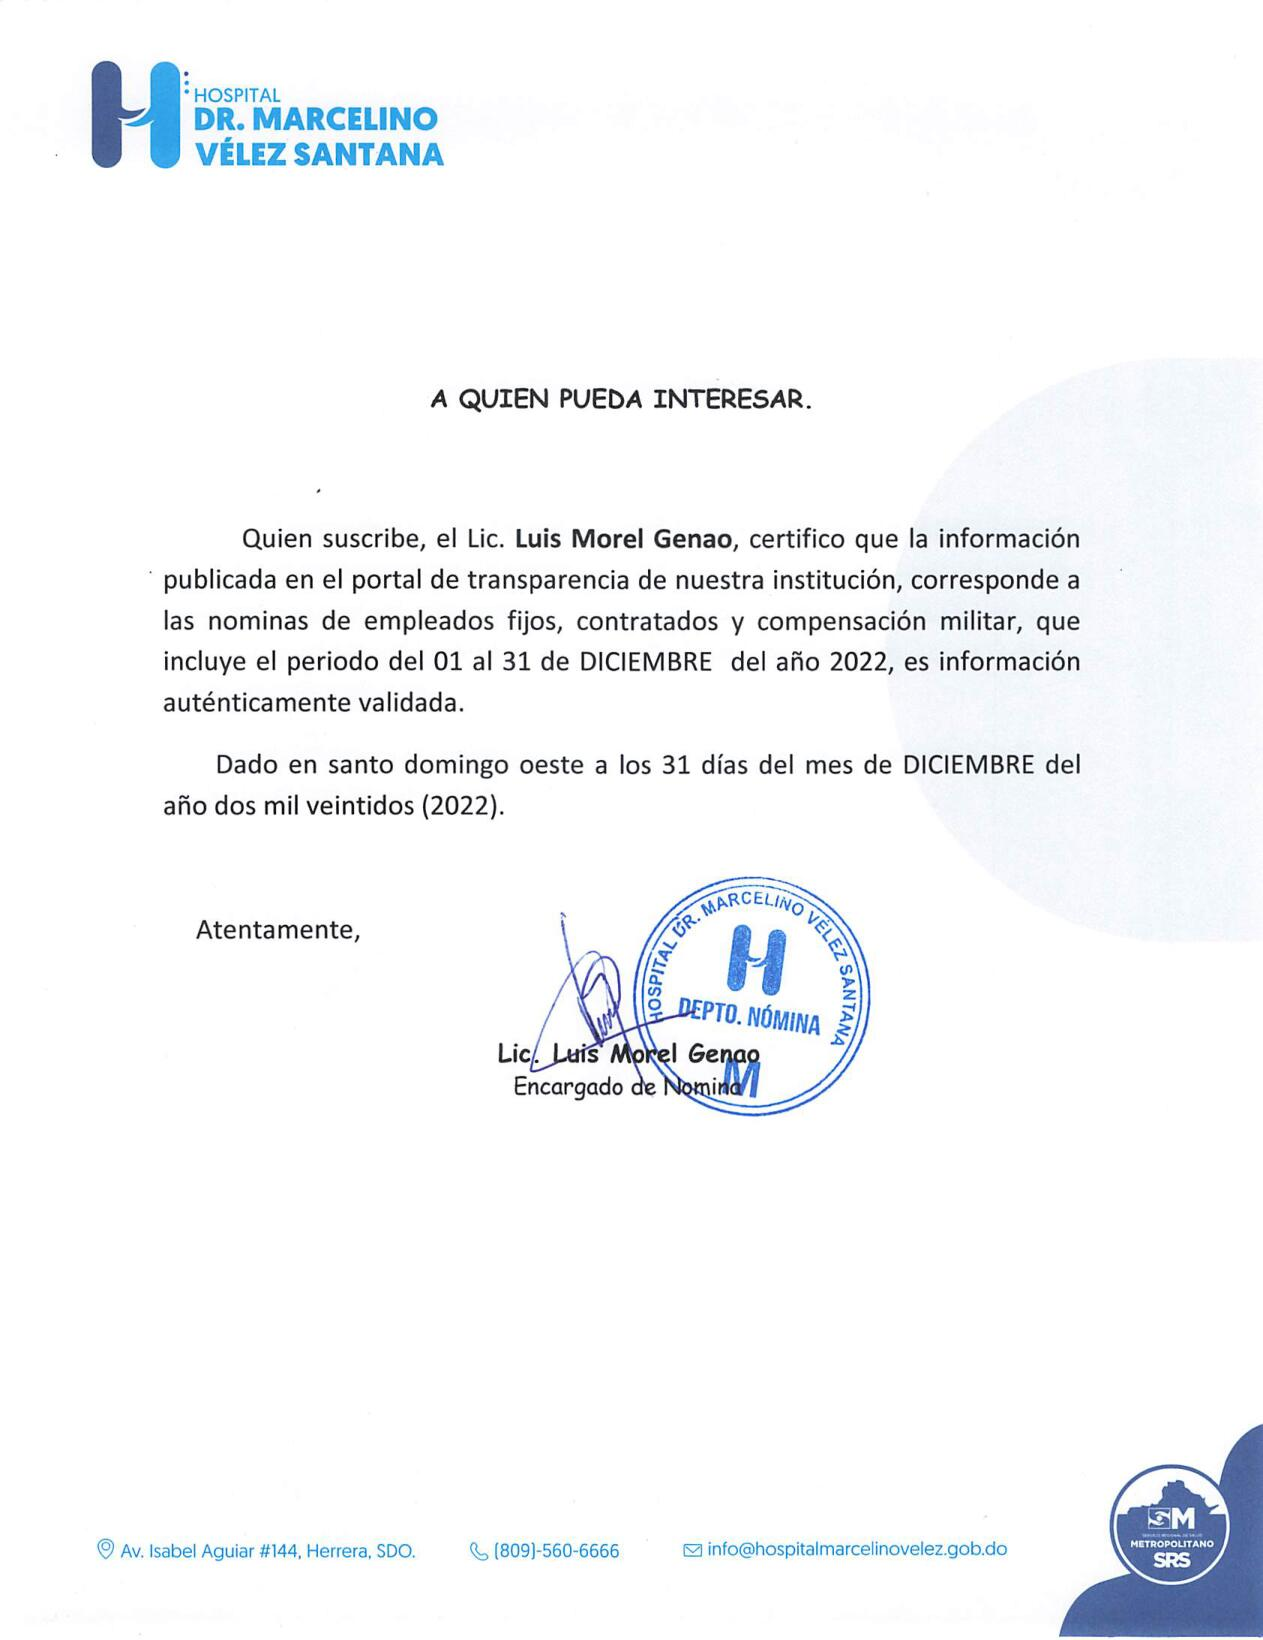 HOSPITAL
DR. MARCELINO
VÉLEZ SANTANA
A QUIEN PUEDA INTERESAR.
Quien suscribe, el Lic. Luis Morel Genao, certifico que la información
publicada en el portal de transparencia de nuestra institución, corresponde a
las nominas de empleados fijos, contratados y compensación militar, que
incluye el periodo del 01 al 31 de DICIEMBRE del año 2022, es información
auténticamente validada.
Dado en santo domingo oeste a los 31 días del mes de DICIEMBRE del
año dos mil veintidos (2022).
Atentamente,
HOSPITAL DR. MARCELINO VÉLEZ SANTANA
H
DEPTO. NÓMINA
M
Lic. Luis Morel Genao
Encargado de Nomina
Av. Isabel Aguiar #144, Herrera, SDO.
(809)-560-6666
info@hospitalmarcelinovelez.gob.do
SM
SERVICIO REGIONAL DE SALUD
METROPOLITANO
SRS